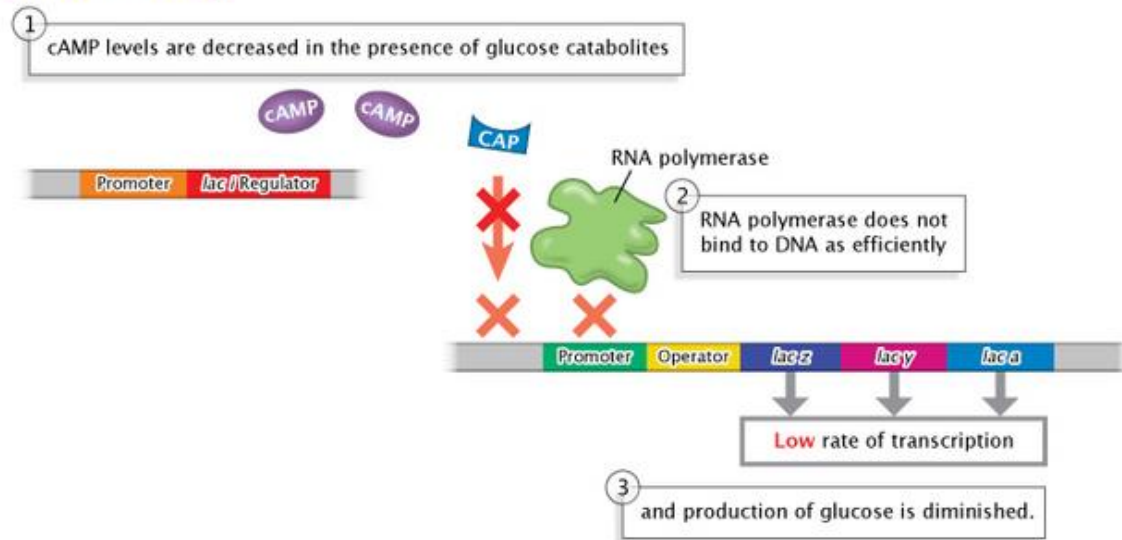 1
cAMP levels are decreased in the presence of glucose catabolites
cAMP
cAMP
CAP
RNA polymerase
Promoter
lac i Regulator
2
RNA polymerase does not
bind to DNA as efficiently
Promoter
Operator
lac z
lac y
lac a
Low rate of transcription
3
and production of glucose is diminished.